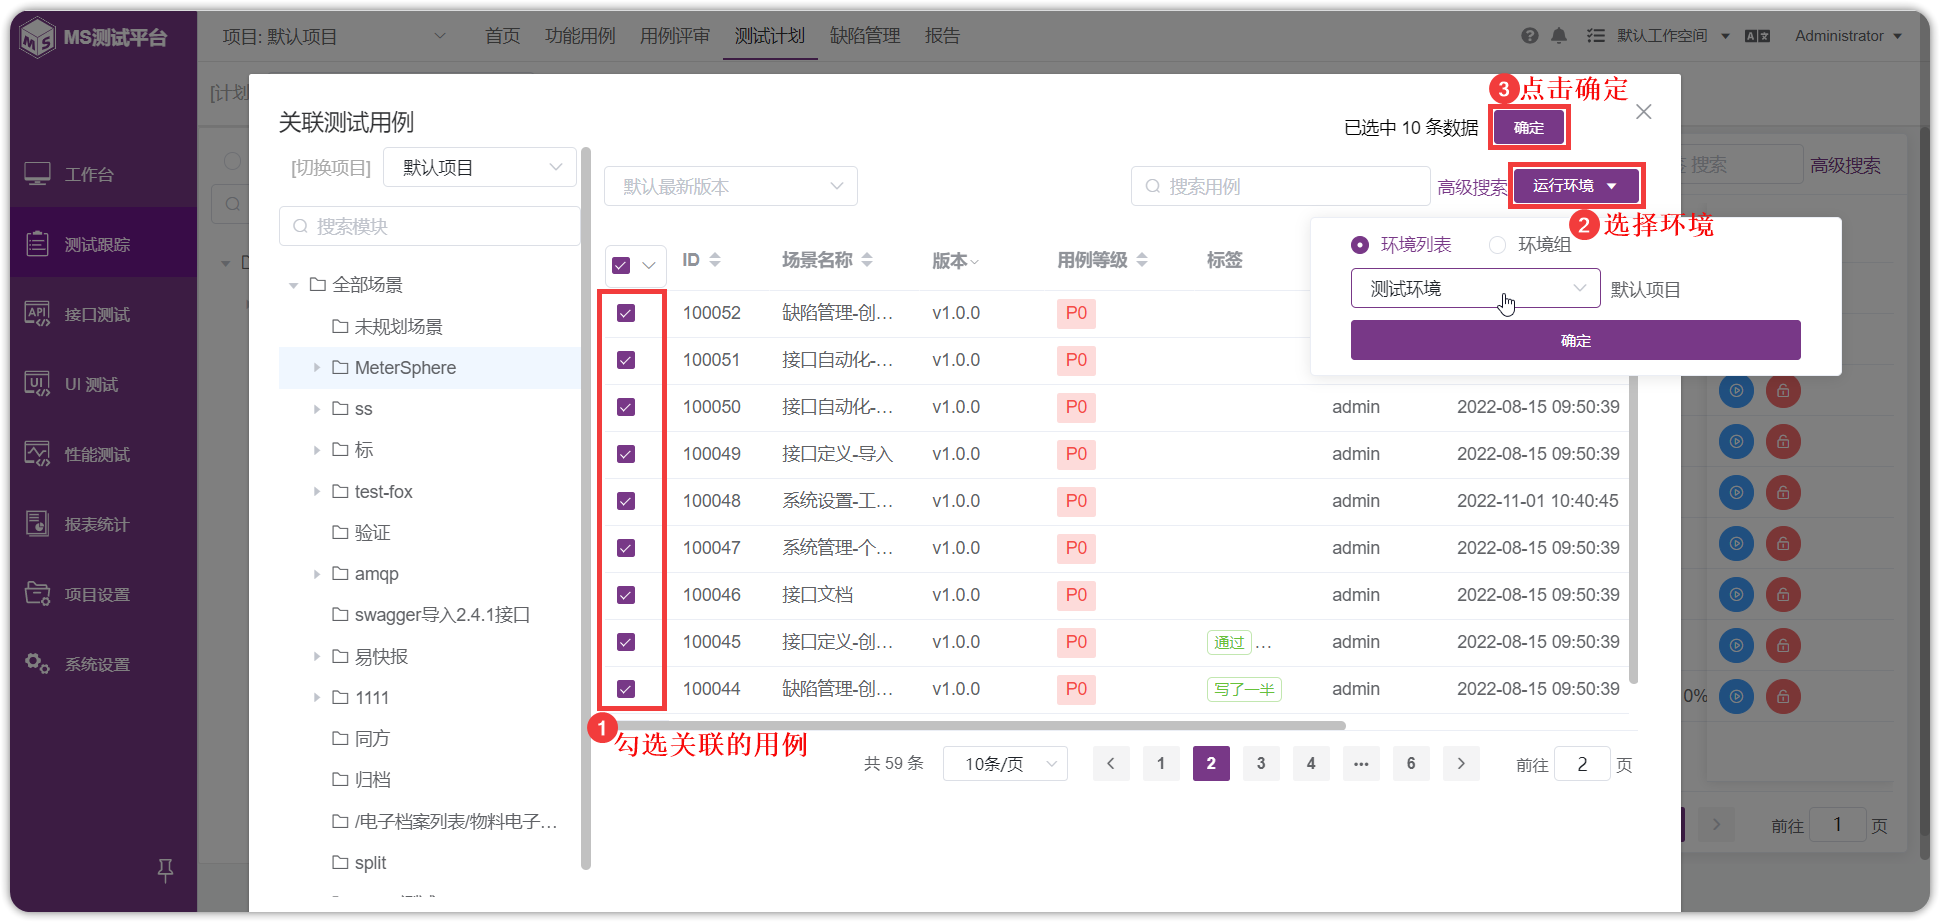 MS测试平台
项目: 默认项目
首页 功能用例 用例评审 测试计划 缺陷管理 报告
默认工作空间
Administrator
工作台
测试跟踪
接口测试
UI 测试
性能测试
报表统计
项目设置
系统设置
[计划
关联测试用例
已选中 10 条数据
确定
3 点击确定
[切换项目] 默认项目
默认最新版本
搜索用例
高级搜索
运行环境
2 选择环境
搜索
高级搜索
搜索模块
环境列表 环境组
测试环境 默认项目
确定
全部场景
未规划场景
MeterSphere
ss
标
test-fox
验证
amqp
swagger导入2.4.1接口
易快报
1111
同方
归档
/电子档案列表/物料电子...
split
ID 场景名称 版本 用例等级 标签
100052 缺陷管理-创... v1.0.0 P0
100051 接口自动化-... v1.0.0 P0
100050 接口自动化-... v1.0.0 P0 admin 2022-08-15 09:50:39
100049 接口定义-导入 v1.0.0 P0 admin 2022-08-15 09:50:39
100048 系统设置-工... v1.0.0 P0 admin 2022-11-01 10:40:45
100047 系统管理-个... v1.0.0 P0 admin 2022-08-15 09:50:39
100046 接口文档 v1.0.0 P0 admin 2022-08-15 09:50:39
100045 接口定义-创... v1.0.0 P0 通过 ... admin 2022-08-15 09:50:39
100044 缺陷管理-创... v1.0.0 P0 写了一半 admin 2022-08-15 09:50:39
0%
1 勾选关联的用例
共 59 条 10条/页 1 2 3 4 ... 6 前往 2 页
前往 1 页